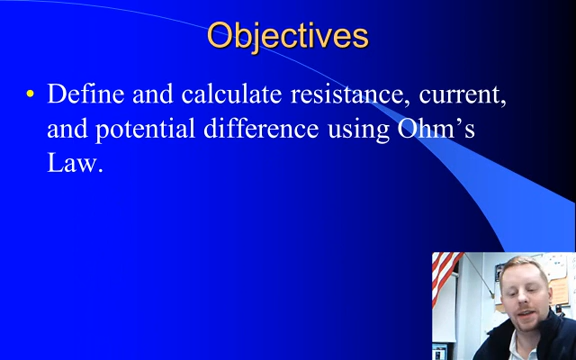 Objectives
• Define and calculate resistance, current,
and potential difference using Ohm's
Law.